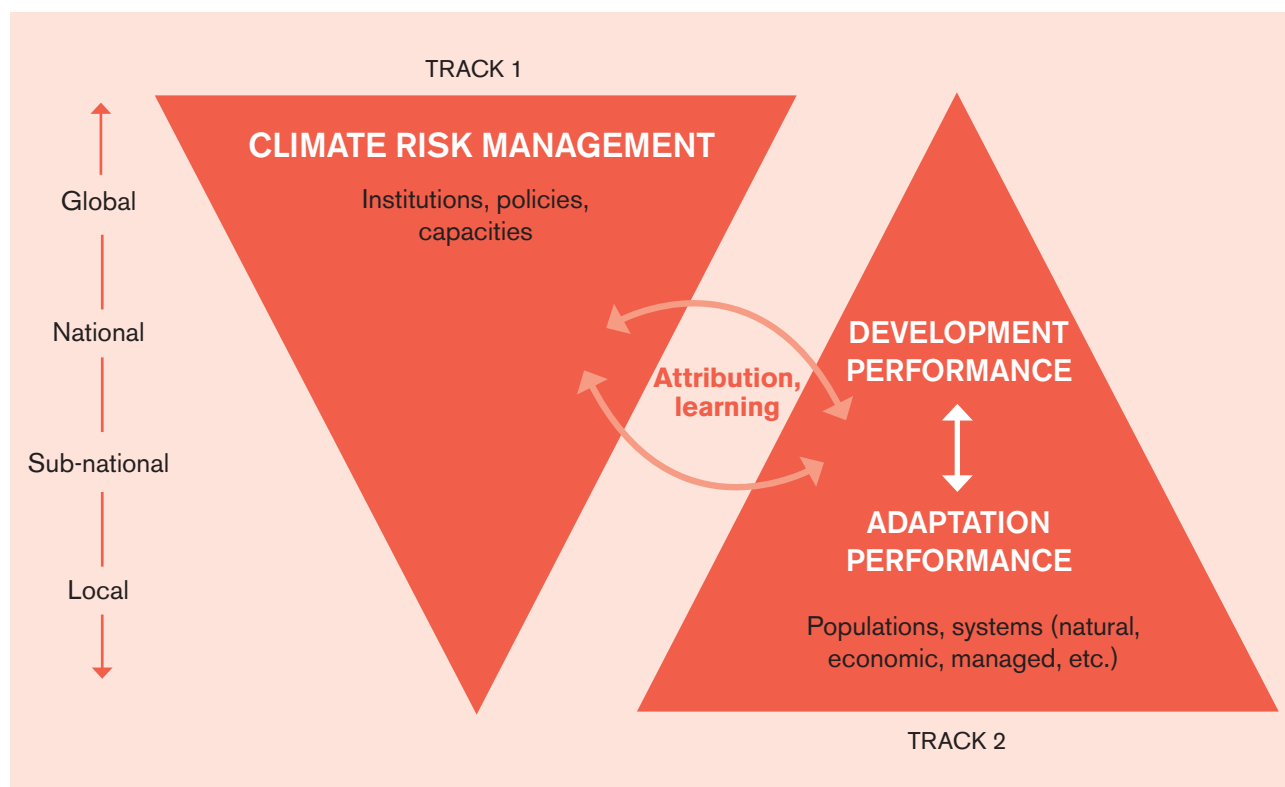 TRACK 1
CLIMATE RISK MANAGEMENT
Institutions, policies,
capacities
Global
National
Sub-national
Local
Attribution,
learning
DEVELOPMENT
PERFORMANCE
ADAPTATION
PERFORMANCE
Populations, systems (natural,
economic, managed, etc.)
TRACK 2